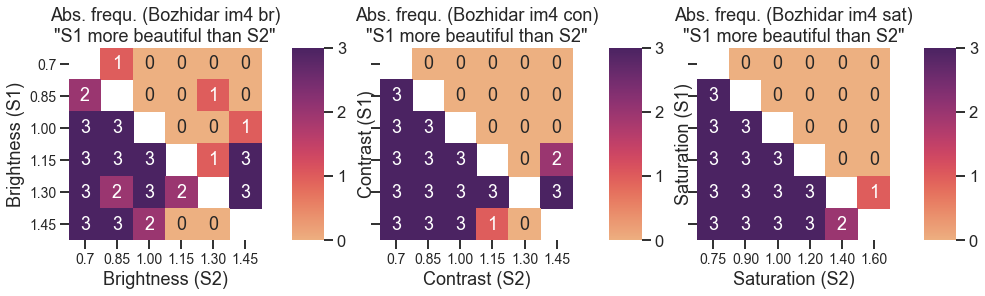 Abs. frequ. (Bozhidar im4 br)
"S1 more beautiful than S2"
Brightness (S1)
0.7 1 0 0 0 0
0.85 2 0 0 1 0
1.00 3 3 0 0 1
1.15 3 3 3 1 3
1.30 3 2 3 2 3
1.45 3 3 2 0 0
0.7 0.85 1.00 1.15 1.30 1.45
Brightness (S2)
3
2
1
0
Abs. frequ. (Bozhidar im4 con)
"S1 more beautiful than S2"
Contrast (S1)
0 0 0 0 0
3 0 0 0 0
3 3 0 0 0
3 3 3 0 2
3 3 3 3 3
3 3 3 1 0
0.7 0.85 1.00 1.15 1.30 1.45
Contrast (S2)
3
2
1
0
Abs. frequ. (Bozhidar im4 sat)
"S1 more beautiful than S2"
Saturation (S1)
0 0 0 0 0
3 0 0 0 0
3 3 0 0 0
3 3 3 0 0
3 3 3 3 1
3 3 3 3 2
0.75 0.90 1.00 1.20 1.40 1.60
Saturation (S2)
3
2
1
0